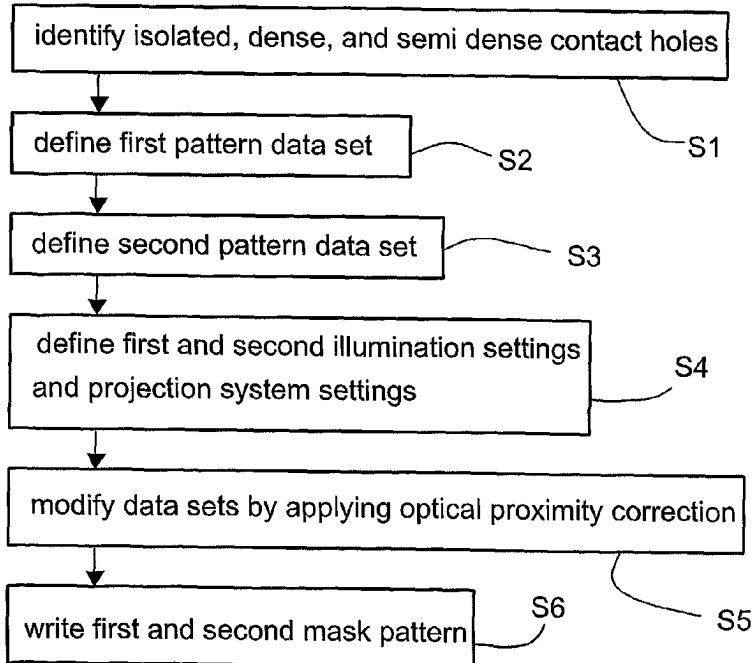 identify isolated, dense, and semi dense contact holes
S1
define first pattern data set
S2
define second pattern data set
S3
define first and second illumination settings
and projection system settings
S4
modify data sets by applying optical proximity correction
S5
write first and second mask pattern
S6